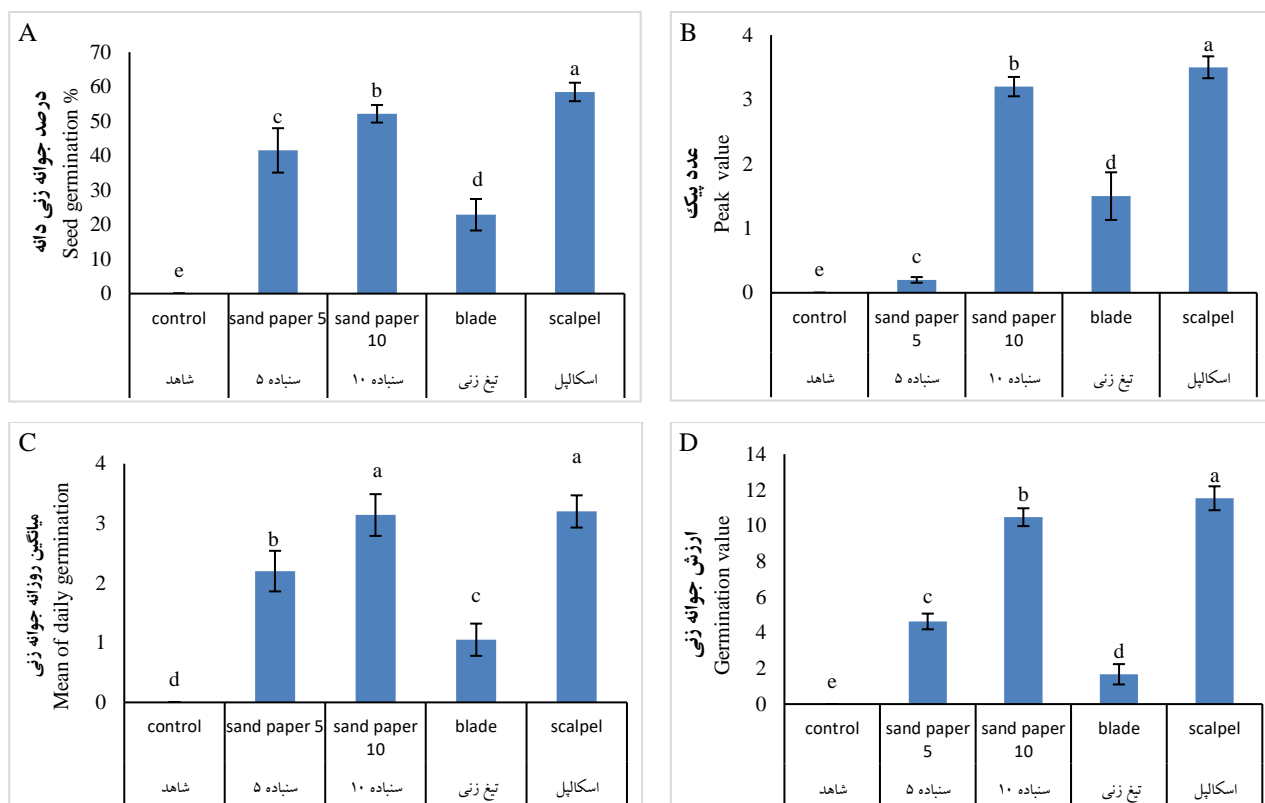 A
درصد جوانه زنی دانه
Seed germination %
70
60
50
40
30
20
10
0
e
c
b
d
a
control
sand paper 5
sand paper
10
blade
scalpel
شاهد
سنباده ۵
سنباده ۱۰
تیغ زنی
اسکالپل
B
عدد پیک
Peak value
4
3
2
1
0
e
c
b
d
a
control
sand paper
5
sand paper
10
blade
scalpel
شاهد
سنباده ۵
سنباده ۱۰
تیغ زنی
اسکالپل
C
میانگین روزانه جوانه زنی
Mean of daily germination
4
3
2
1
0
d
b
a
c
a
control
sand paper 5
sand paper
10
blade
scalpel
شاهد
سنباده ۵
سنباده ۱۰
تیغ زنی
اسکالپل
D
ارزش جوانه زنی
Germination value
14
12
10
8
6
4
2
0
e
c
b
d
a
control
sand paper
5
sand paper
10
blade
scalpel
شاهد
سنباده ۵
سنباده ۱۰
تیغ زنی
اسکالپل